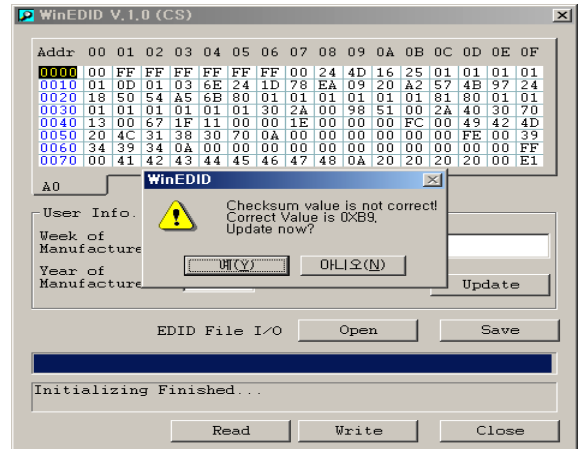 WinEDID V.1.0 (CS)
Addr 00 01 02 03 04 05 06 07 08 09 0A 0B 0C 0D 0E 0F
0000 00 FF FF FF FF FF FF 00 24 4D 16 25 01 01 01 01
0010 01 0D 01 03 6E 24 1D 78 EA 09 20 A2 57 4B 97 24
0020 18 50 54 A5 6B 80 01 01 01 01 01 01 81 80 01 01
0030 01 01 01 01 01 01 30 2A 00 98 51 00 2A 40 30 70
0040 13 00 67 1F 11 00 00 1E 00 00 00 FC 00 49 42 4D
0050 20 4C 31 38 30 70 0A 00 00 00 00 00 00 FE 00 39
0060 34 39 34 0A 00 00 00 00 00 00 00 00 00 00 00 FF
0070 00 41 42 43 44 45 46 47 48 0A 20 20 20 20 00 E1
A0
WinEDID
Checksum value is not correct!
Correct Value is 0XB9,
Update now?
예(Y)
아니오(N)
User Info.
Week of
Manufacture
Year of
Manufacture
Update
EDID File I/O
Open
Save
Initializing Finished...
Read
Write
Close